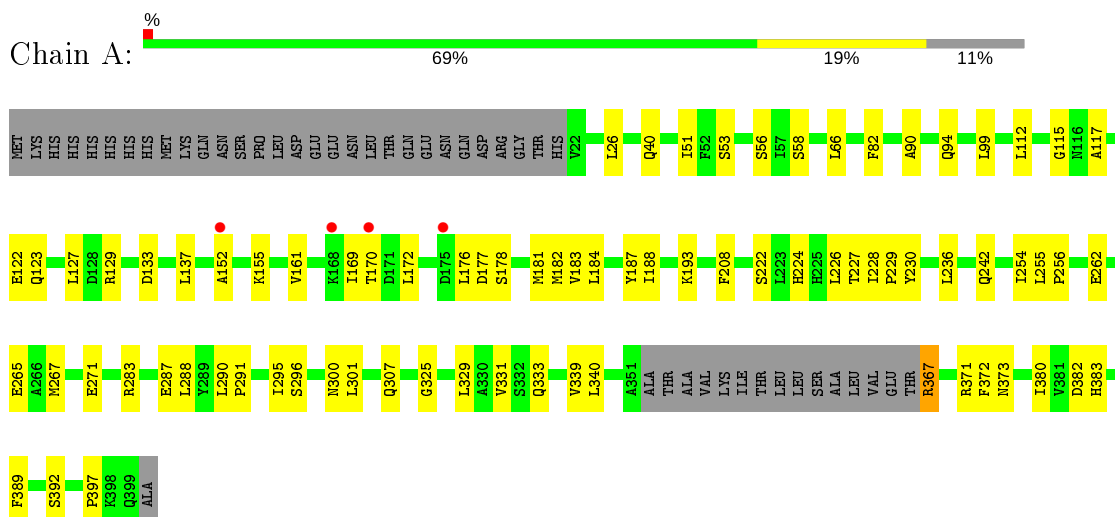 %
Chain A:
69% 19% 11%
MET LYS HIS HIS HIS HIS HIS HIS MET LYS GLN ASN SER PRO LEU ASP GLU GLU ASN LEU THR GLN GLU ASN GLN ASP ARG GLY THR HIS V22 L26 Q40 I51 F52 S53 S56 I57 S58 L66 F82 A90 Q94 L99 L112 G115 N116 A117
E122 Q123 L127 D128 R129 D133 L137 A152 K155 V161 K168 I169 T170 D171 L172 D175 L176 D177 S178 M181 M182 V183 L184 Y187 I188 K193 F208 S222 L223 H224 H225 L226 T227 I228 P229 Y230 L236 Q242 I254 L255 P256 E262
E265 A266 M267 E271 R283 E287 L288 Y289 L290 P291 I295 S296 N300 L301 Q307 G325 L329 A330 V331 S332 Q333 V339 L340 A351 ALA THR ALA VAL LYS ILE THR LEU LEU SER ALA LEU VAL GLU THR R367 R371 F372 N373 I380 V381 D382 H383
F389 S392 P397 K398 Q399 ALA